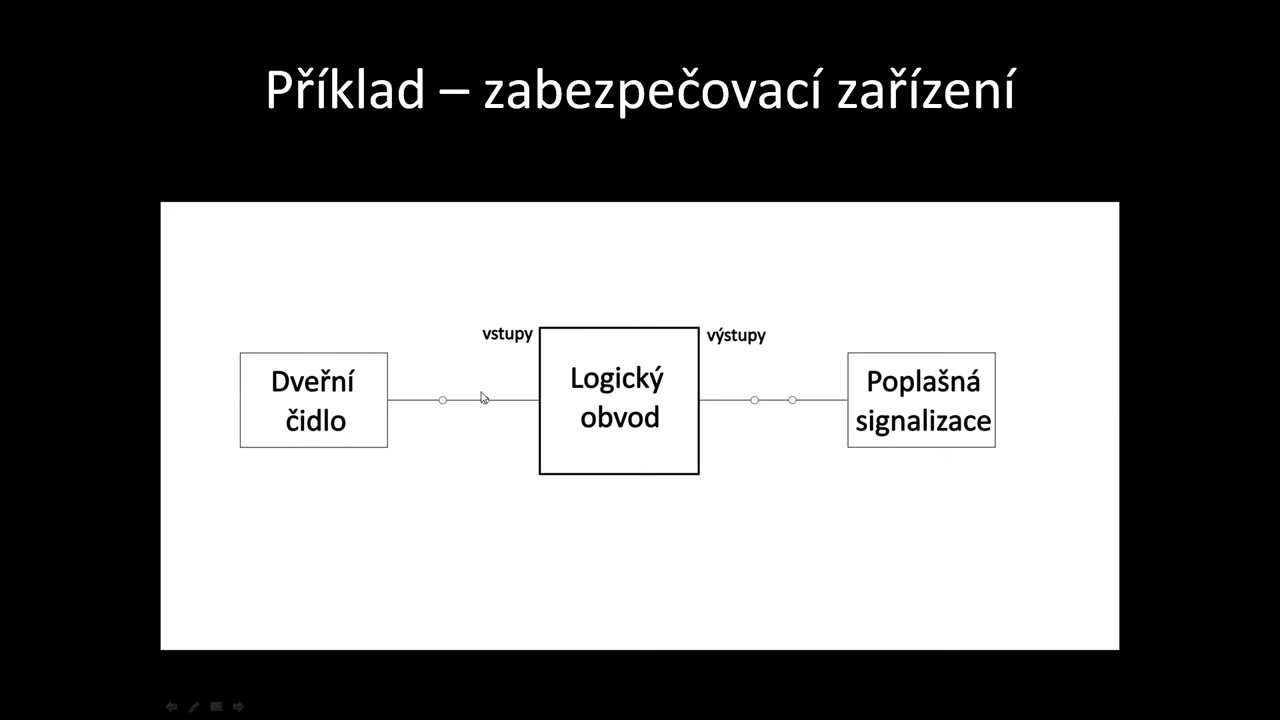 Příklad – zabezpečovací zařízení
vstupy
výstupy
Dveřní
čidlo
Logický
obvod
Poplašná
signalizace